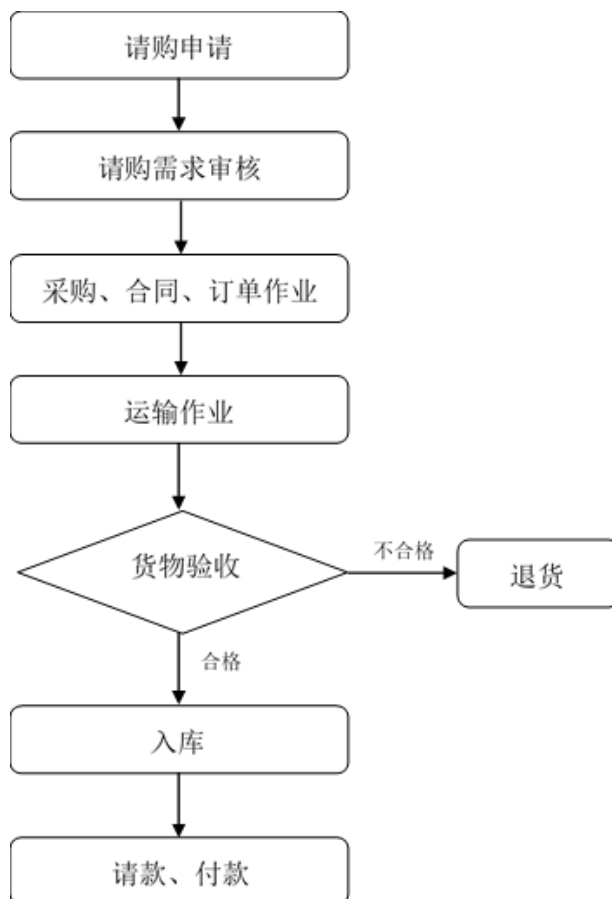 请购申请
请购需求审核
采购、合同、订单作业
运输作业
货物验收
不合格
退货
合格
入库
请款、付款